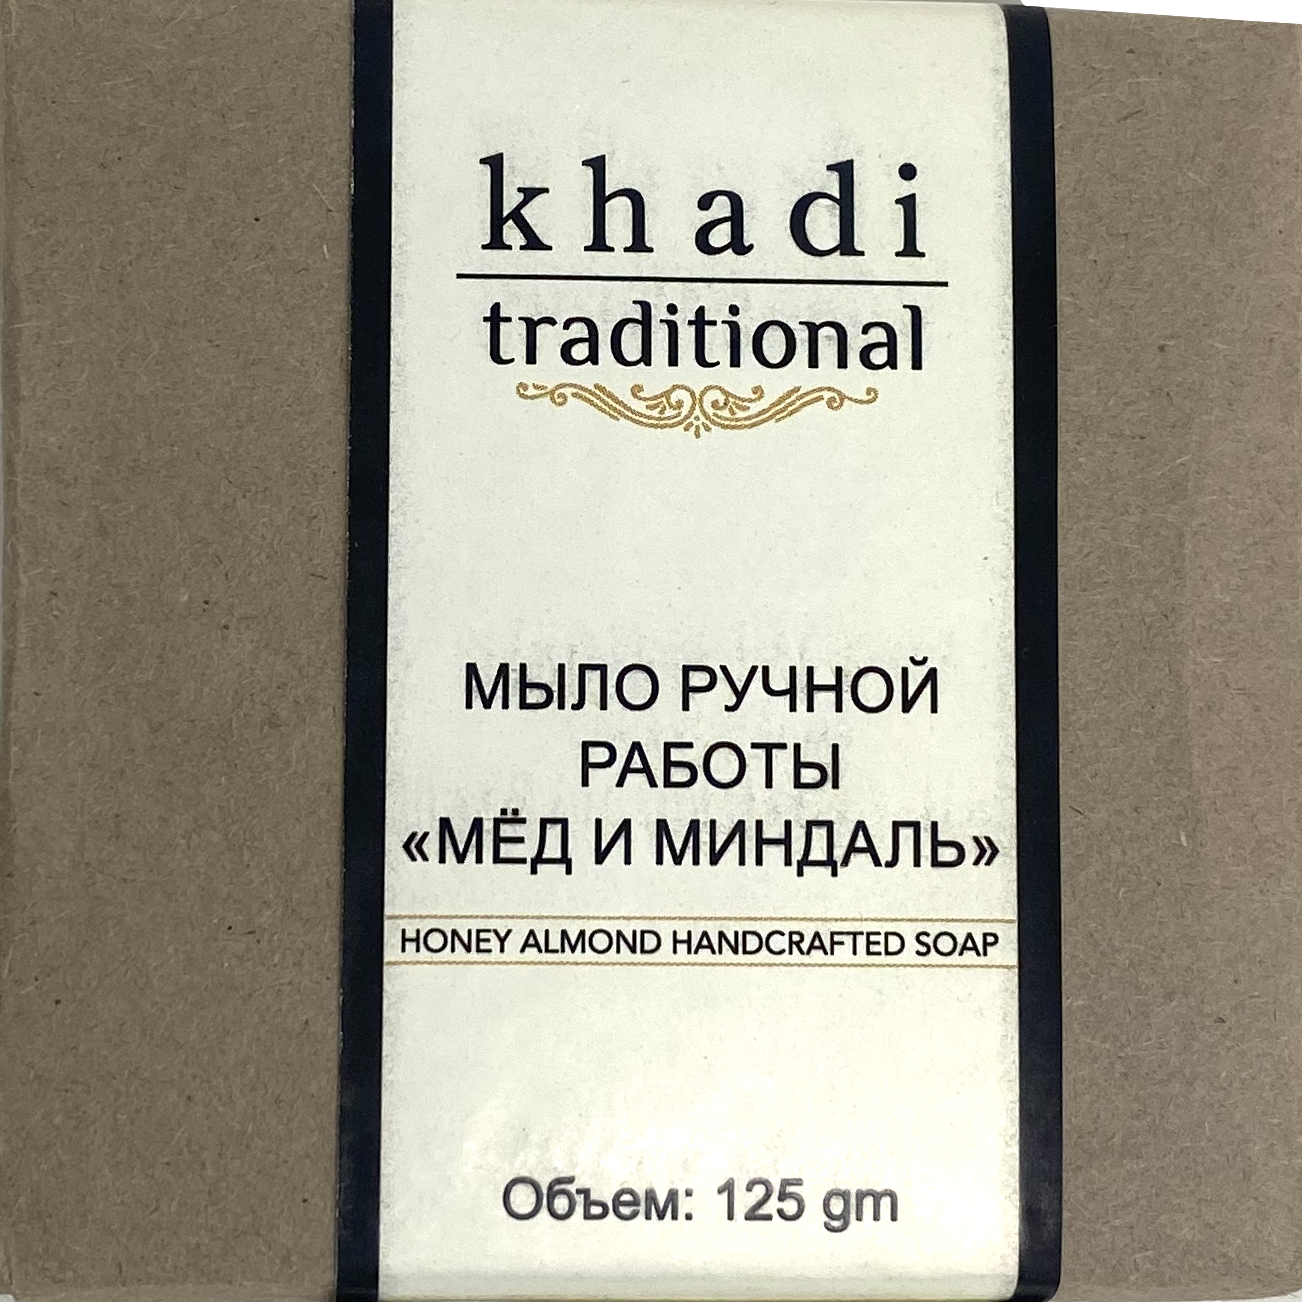 khadi
traditional
МЫЛО РУЧНОЙ
РАБОТЫ
«МЁД И МИНДАЛЬ»
HONEY ALMOND HANDCRAFTED SOAP
Объем: 125 gm